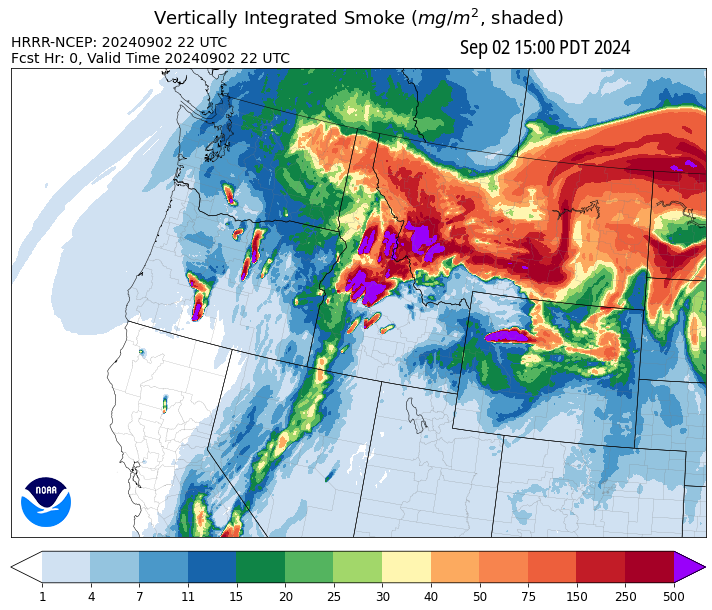 Vertically Integrated Smoke (mg/m², shaded)
HRRR-NCEP: 20240902 22 UTC
Sep 02 15:00 PDT 2024
Fcst Hr: 0, Valid Time 20240902 22 UTC
NOAA
1 4 7 11 15 20 25 30 40 50 75 150 250 500